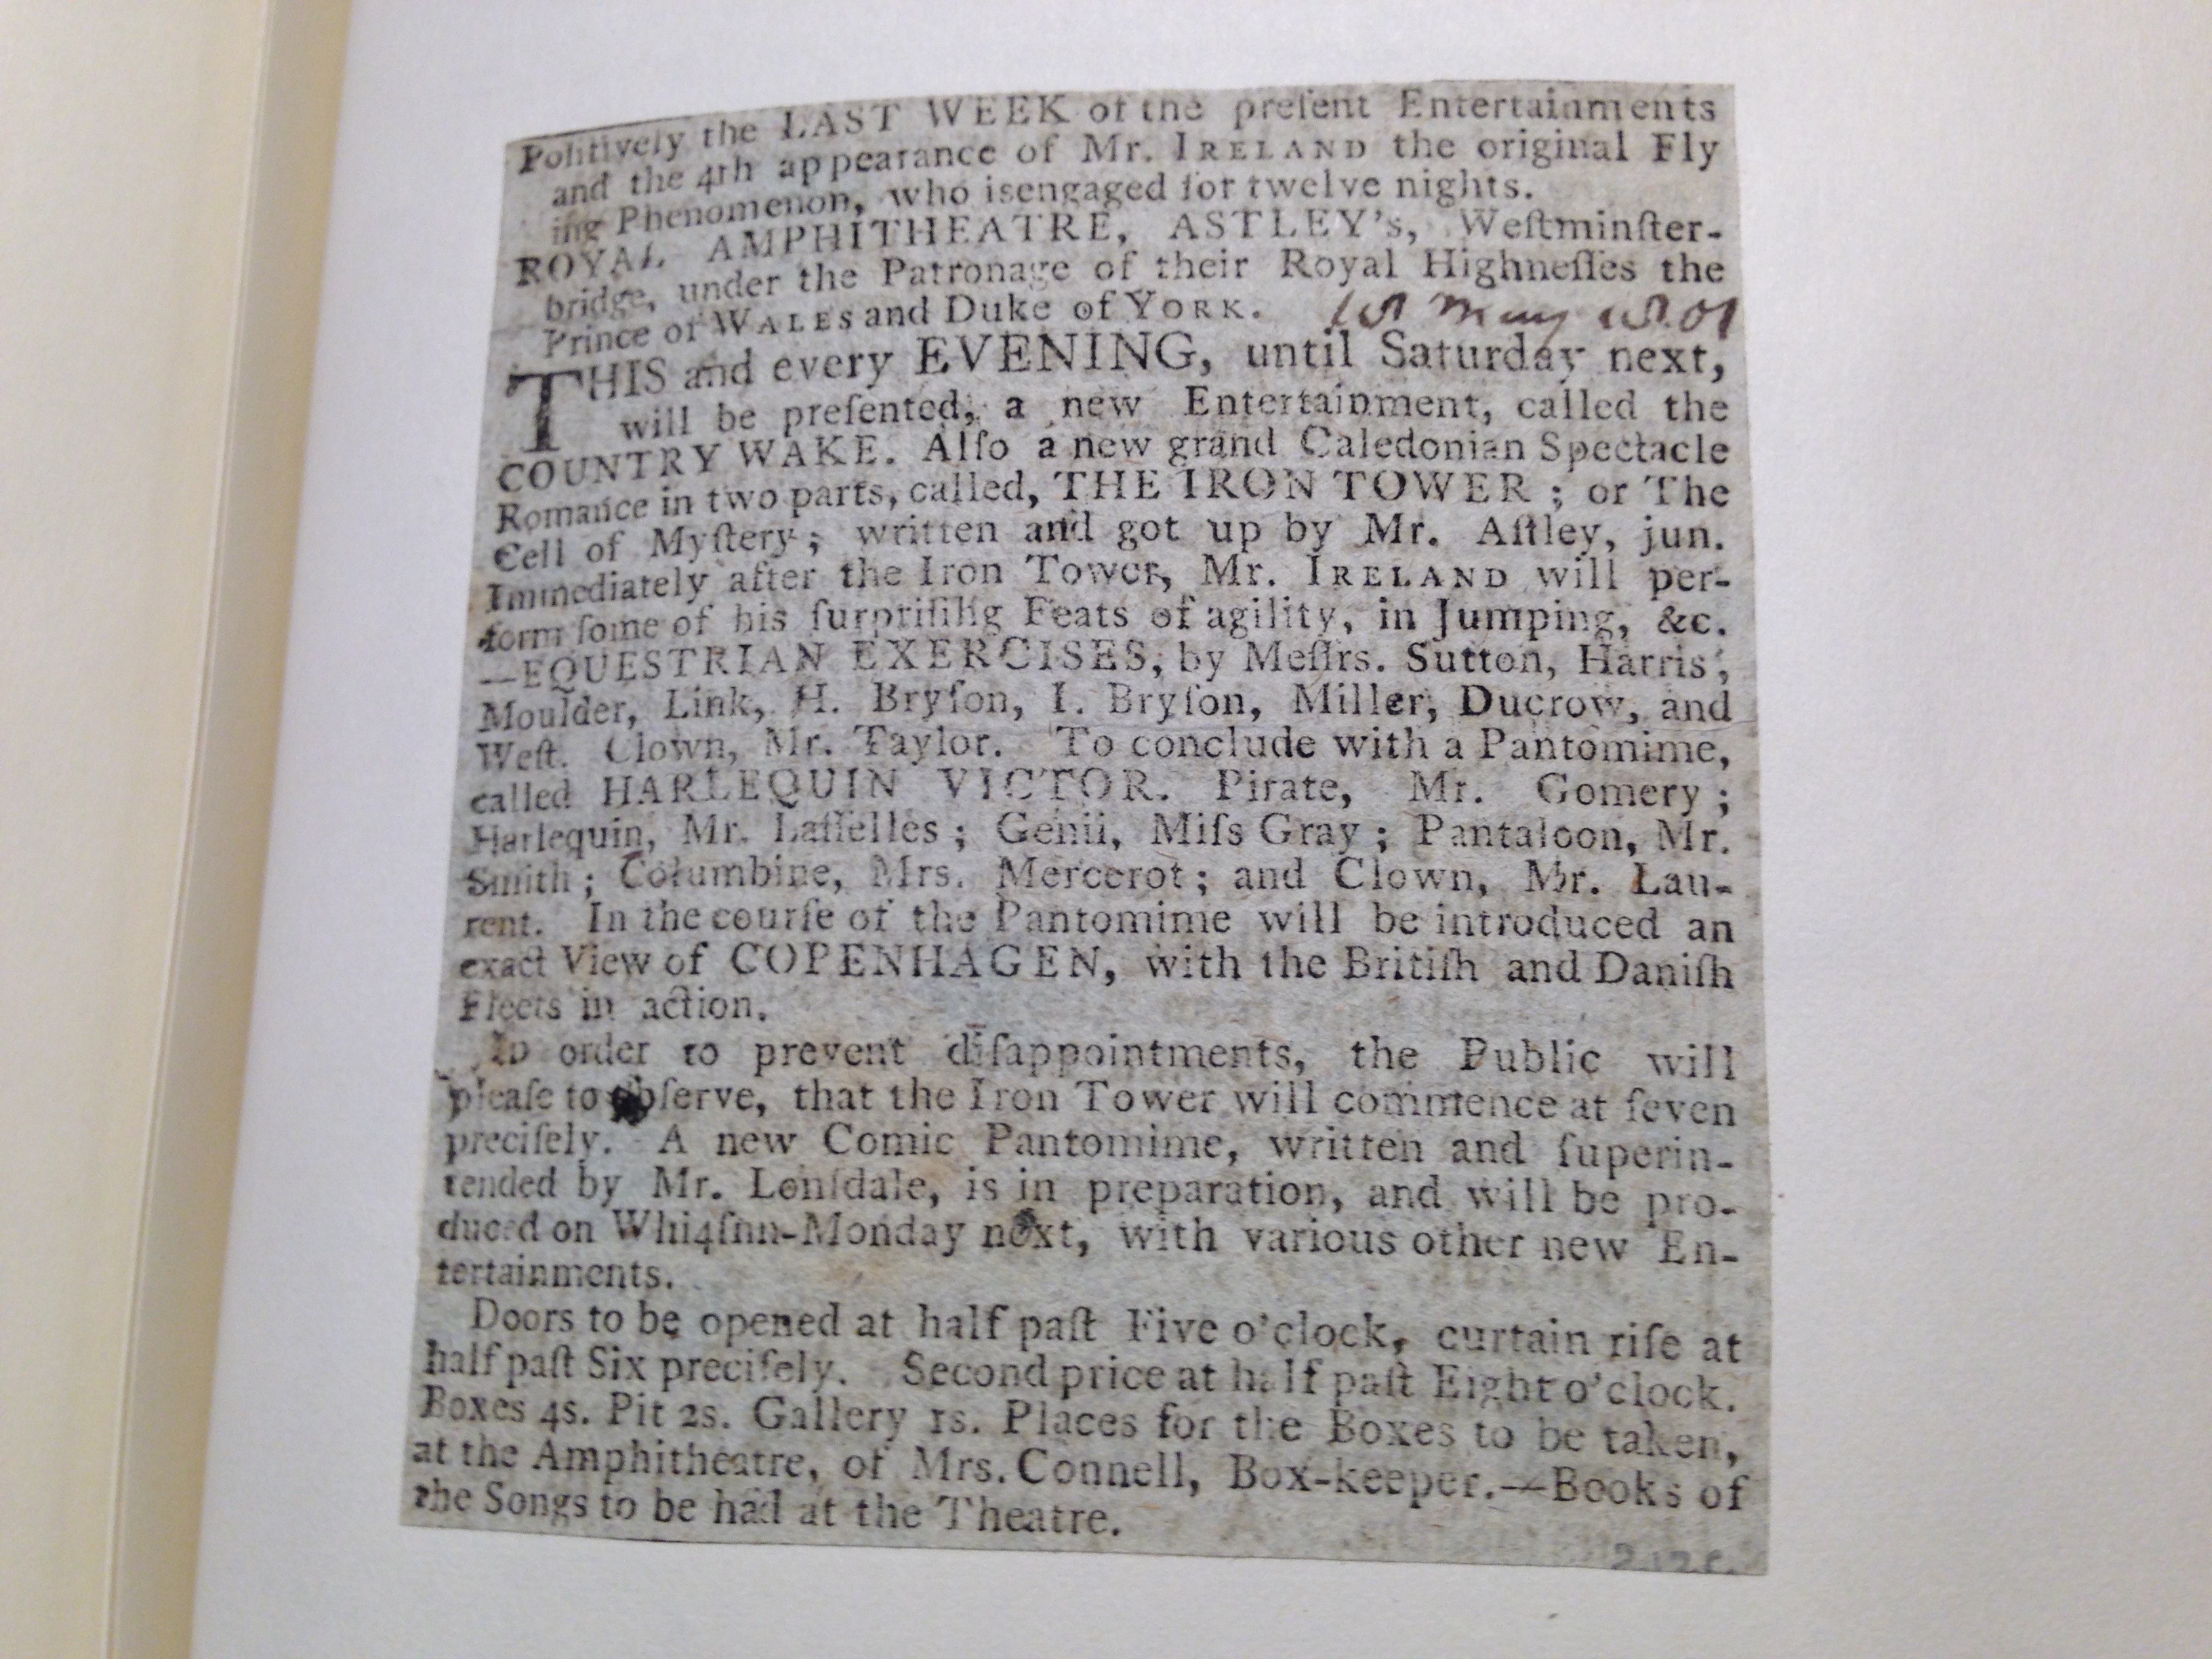 Poſitively the LAST WEEK of the preſent Entertainments
and the 4th appearance of Mr. IRELAND the original Fly
ing Phenomenon, who isengaged for twelve nights.
ROYAL AMPHITHEATRE, ASTLEY's, Weſtminſter-
bridge, under the Patronage of their Royal Highneſſes the
Prince of WALES and Duke of YORK. May 1801
THIS and every EVENING, until Saturday next,
will be preſented, a new Entertainment, called the
COUNTRY WAKE. Alſo a new grand Caledonian Spectacle
Romance in two parts, called, THE IRON TOWER; or The
Cell of Myſtery; written and got up by Mr. Aſtley, jun.
Immediately after the Iron Tower, Mr. IRELAND will per-
form ſome of his ſurpriſing Feats of agility, in Jumping, &c.
—EQUESTRIAN EXERCISES, by Meſſrs. Sutton, Harris,
Moulder, Link, H. Bryſon, I. Bryſon, Miller, Ducrow, and
Weſt. Clown, Mr. Taylor. To conclude with a Pantomime,
called HARLEQUIN VICTOR. Pirate, Mr. Gomery;
Harlequin, Mr. Laſſelles; Genii, Miſs Gray; Pantaloon, Mr.
Smith; Columbine, Mrs. Mercerot; and Clown, Mr. Lau-
rent. In the courſe of the Pantomime will be introduced an
exact View of COPENHAGEN, with the Britiſh and Daniſh
Fleets in action.
In order to prevent diſappointments, the Public will
pleaſe to obſerve, that the Iron Tower will commence at ſeven
preciſely. A new Comic Pantomime, written and ſuperin-
tended by Mr. Lonſdale, is in preparation, and will be pro-
duced on Whi4ſnn-Monday next, with various other new En-
tertainments.
Doors to be opened at half paſt Five o'clock, curtain riſe at
half paſt Six preciſely. Second price at half paſt Eight o'clock.
Boxes 4s. Pit 2s. Gallery 1s. Places for the Boxes to be taken,
at the Amphitheatre, of Mrs. Connell, Box-keeper.—Books of
the Songs to be had at the Theatre.